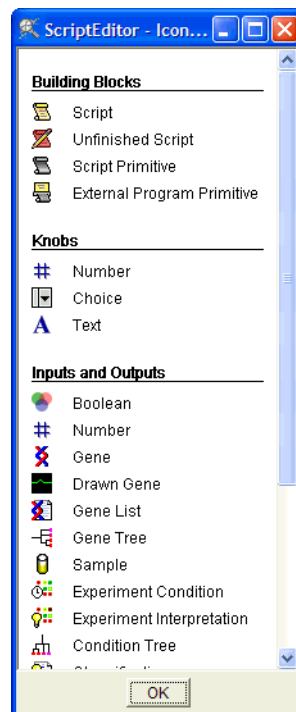 ScriptEditor - Icon...
Building Blocks
Script
Unfinished Script
Script Primitive
External Program Primitive
Knobs
Number
Choice
A Text
Inputs and Outputs
Boolean
Number
Gene
Drawn Gene
Gene List
Gene Tree
Sample
Experiment Condition
Experiment Interpretation
Condition Tree
OK